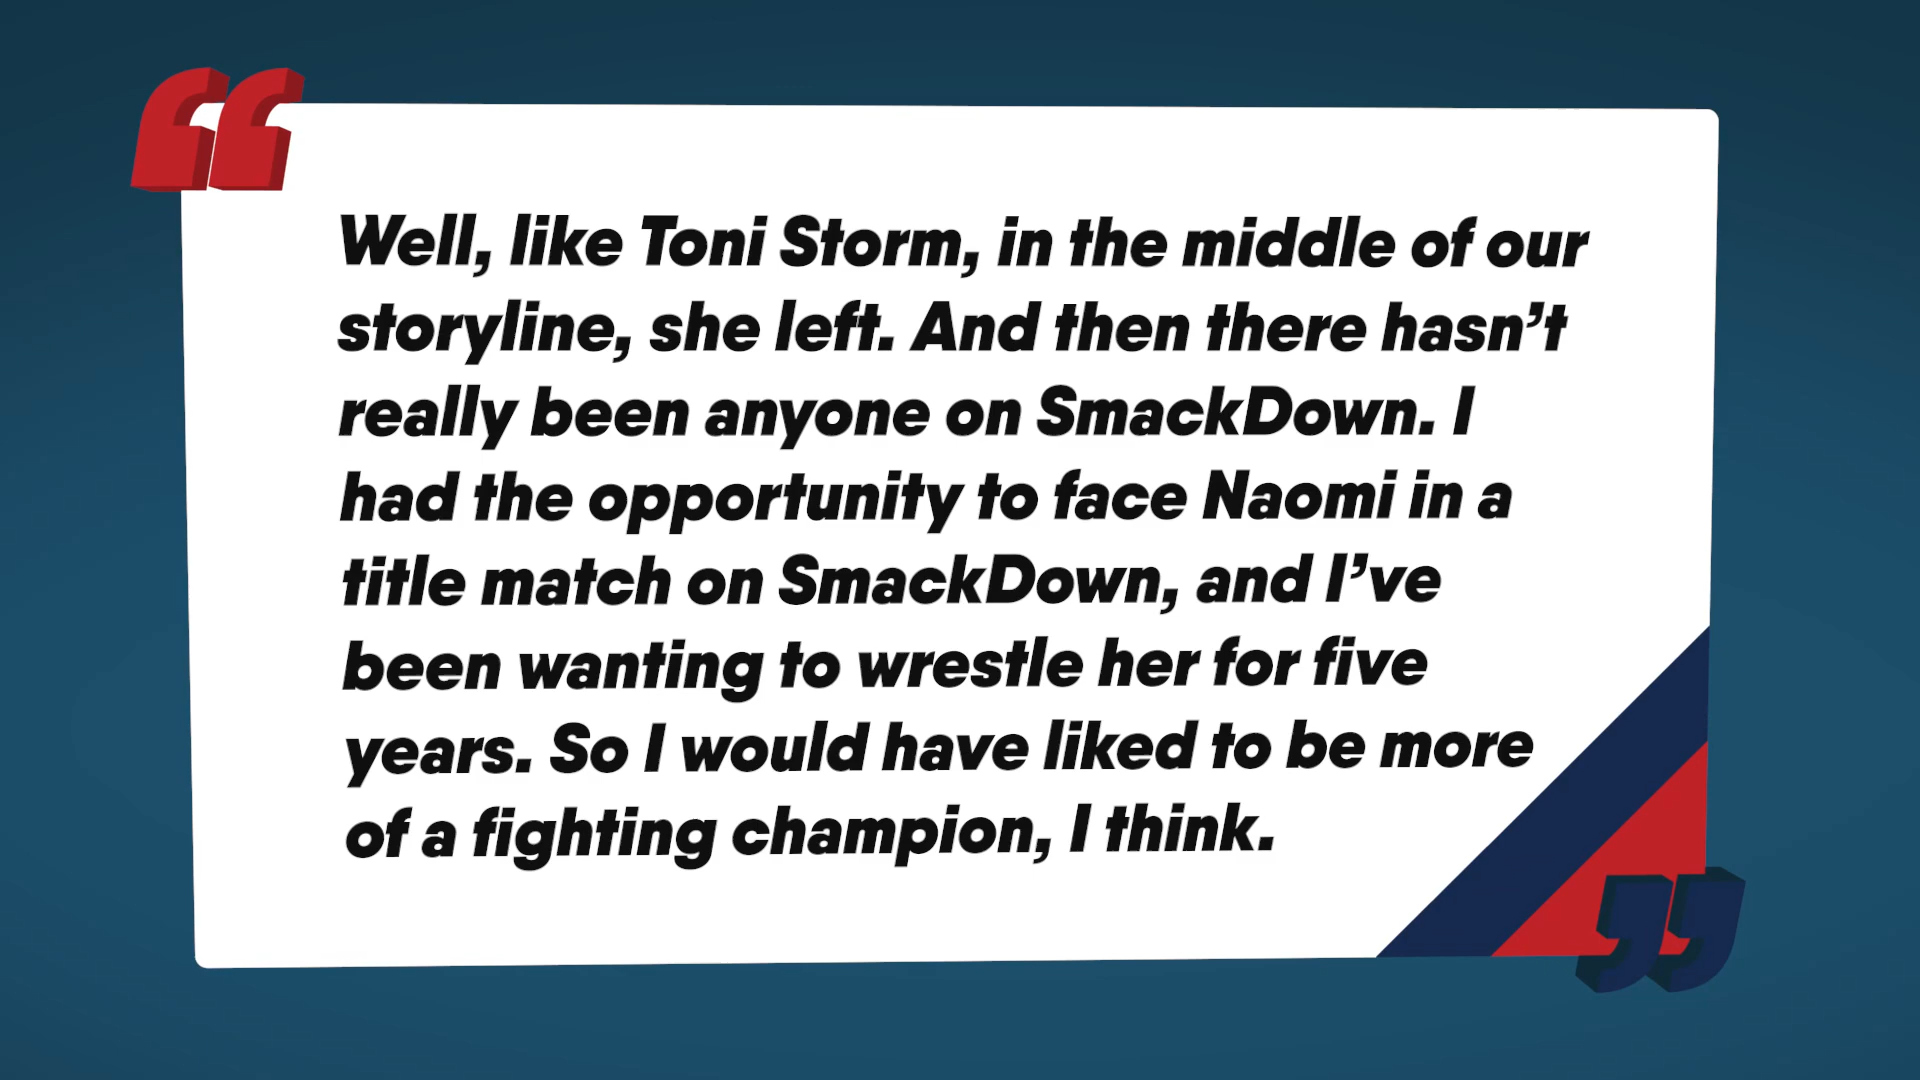 Well, like Toni Storm, in the middle of our
storyline, she left. And then there hasn’t
really been anyone on SmackDown. I
had the opportunity to face Naomi in a
title match on SmackDown, and I’ve
been wanting to wrestle her for five
years. So I would have liked to be more
of a fighting champion, I think.